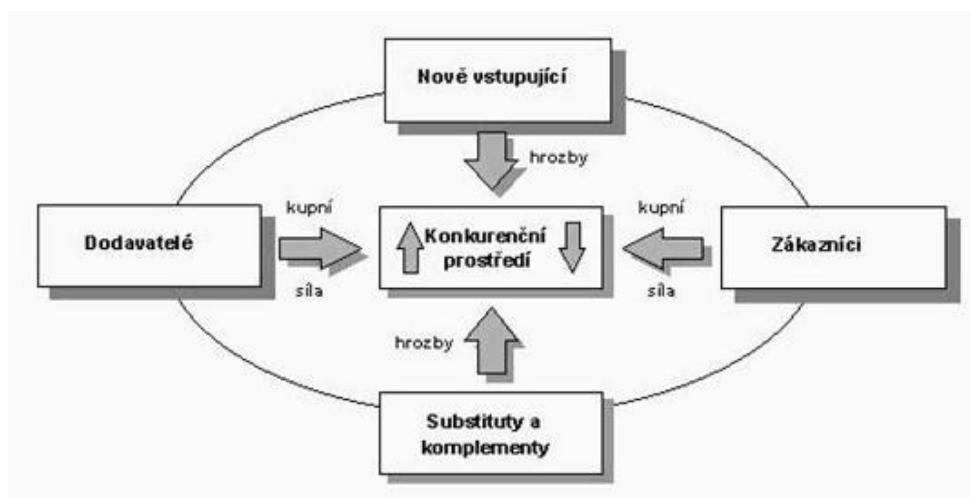 Nově vstupující
hrozby
kupní
kupní
Dodavatelé
Konkurenční
prostředí
Zákazníci
síla
síla
hrozby
Substituty a
komplementy